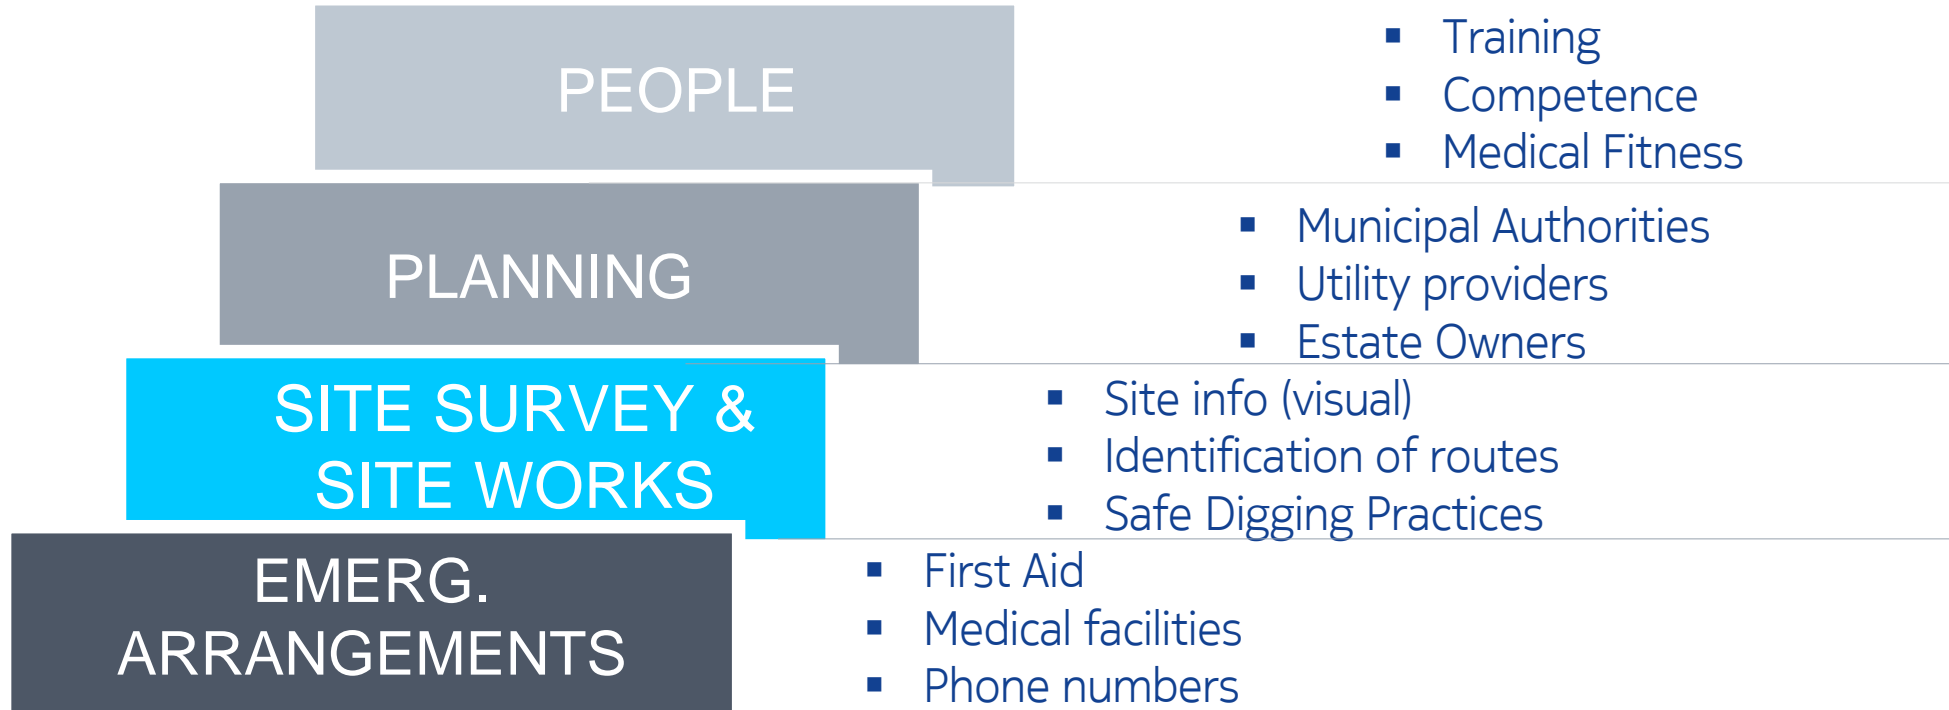 PEOPLE
▪ Training
▪ Competence
▪ Medical Fitness
PLANNING
▪ Municipal Authorities
▪ Utility providers
▪ Estate Owners
SITE SURVEY &
SITE WORKS
▪ Site info (visual)
▪ Identification of routes
▪ Safe Digging Practices
EMERG.
ARRANGEMENTS
▪ First Aid
▪ Medical facilities
▪ Phone numbers